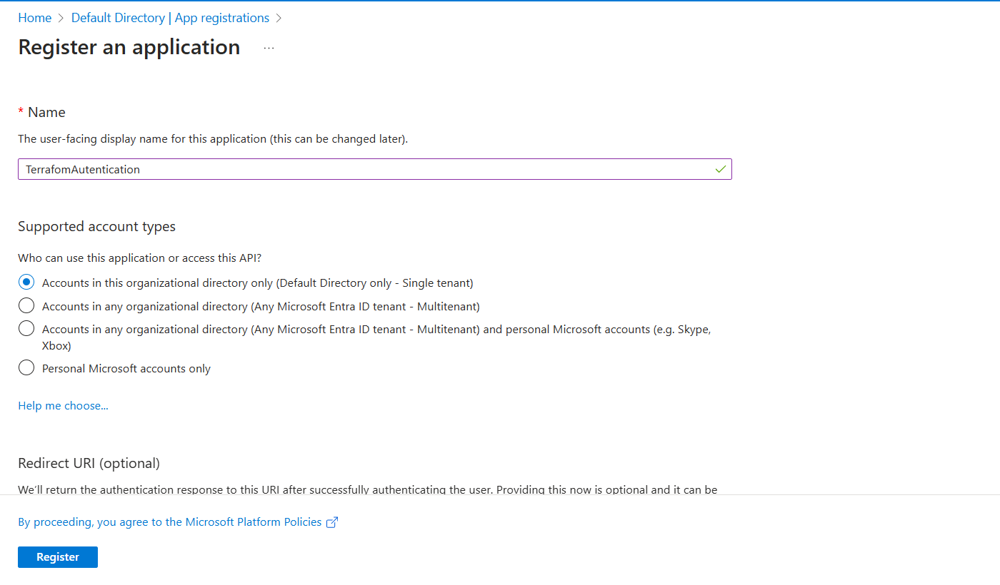 Home > Default Directory | App registrations >
Register an application ...
* Name
The user-facing display name for this application (this can be changed later).
TerrafomAutentication
Supported account types
Who can use this application or access this API?
Accounts in this organizational directory only (Default Directory only - Single tenant)
Accounts in any organizational directory (Any Microsoft Entra ID tenant - Multitenant)
Accounts in any organizational directory (Any Microsoft Entra ID tenant - Multitenant) and personal Microsoft accounts (e.g. Skype,
Xbox)
Personal Microsoft accounts only
Help me choose...
Redirect URI (optional)
We'll return the authentication response to this URI after successfully authenticating the user. Providing this now is optional and it can be
By proceeding, you agree to the Microsoft Platform Policies
Register